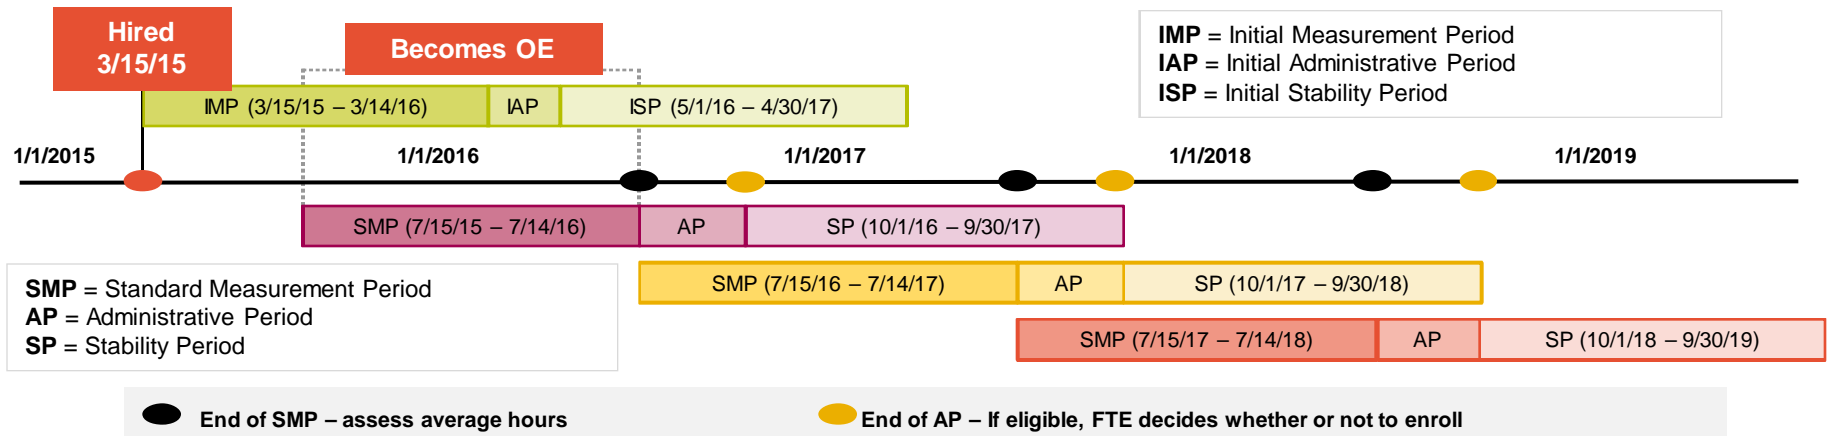 Hired
3/15/15
Becomes OE
IMP = Initial Measurement Period
IAP = Initial Administrative Period
ISP = Initial Stability Period
IMP (3/15/15 – 3/14/16)
IAP
ISP (5/1/16 – 4/30/17)
1/1/2015
1/1/2016
1/1/2017
1/1/2018
1/1/2019
SMP (7/15/15 – 7/14/16)
AP
SP (10/1/16 – 9/30/17)
SMP (7/15/16 – 7/14/17)
AP
SP (10/1/17 – 9/30/18)
SMP = Standard Measurement Period
AP = Administrative Period
SP = Stability Period
SMP (7/15/17 – 7/14/18)
AP
SP (10/1/18 – 9/30/19)
End of SMP – assess average hours
End of AP – If eligible, FTE decides whether or not to enroll